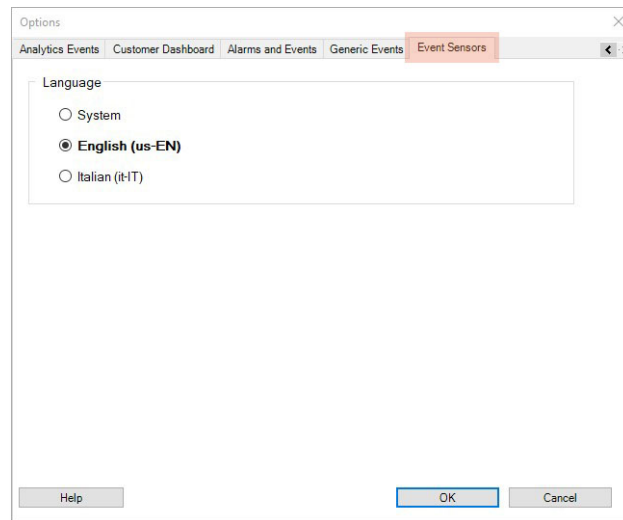 Options
Analytics Events Customer Dashboard Alarms and Events Generic Events Event Sensors
Language
System
English (us-EN)
Italian (it-IT)
Help OK Cancel